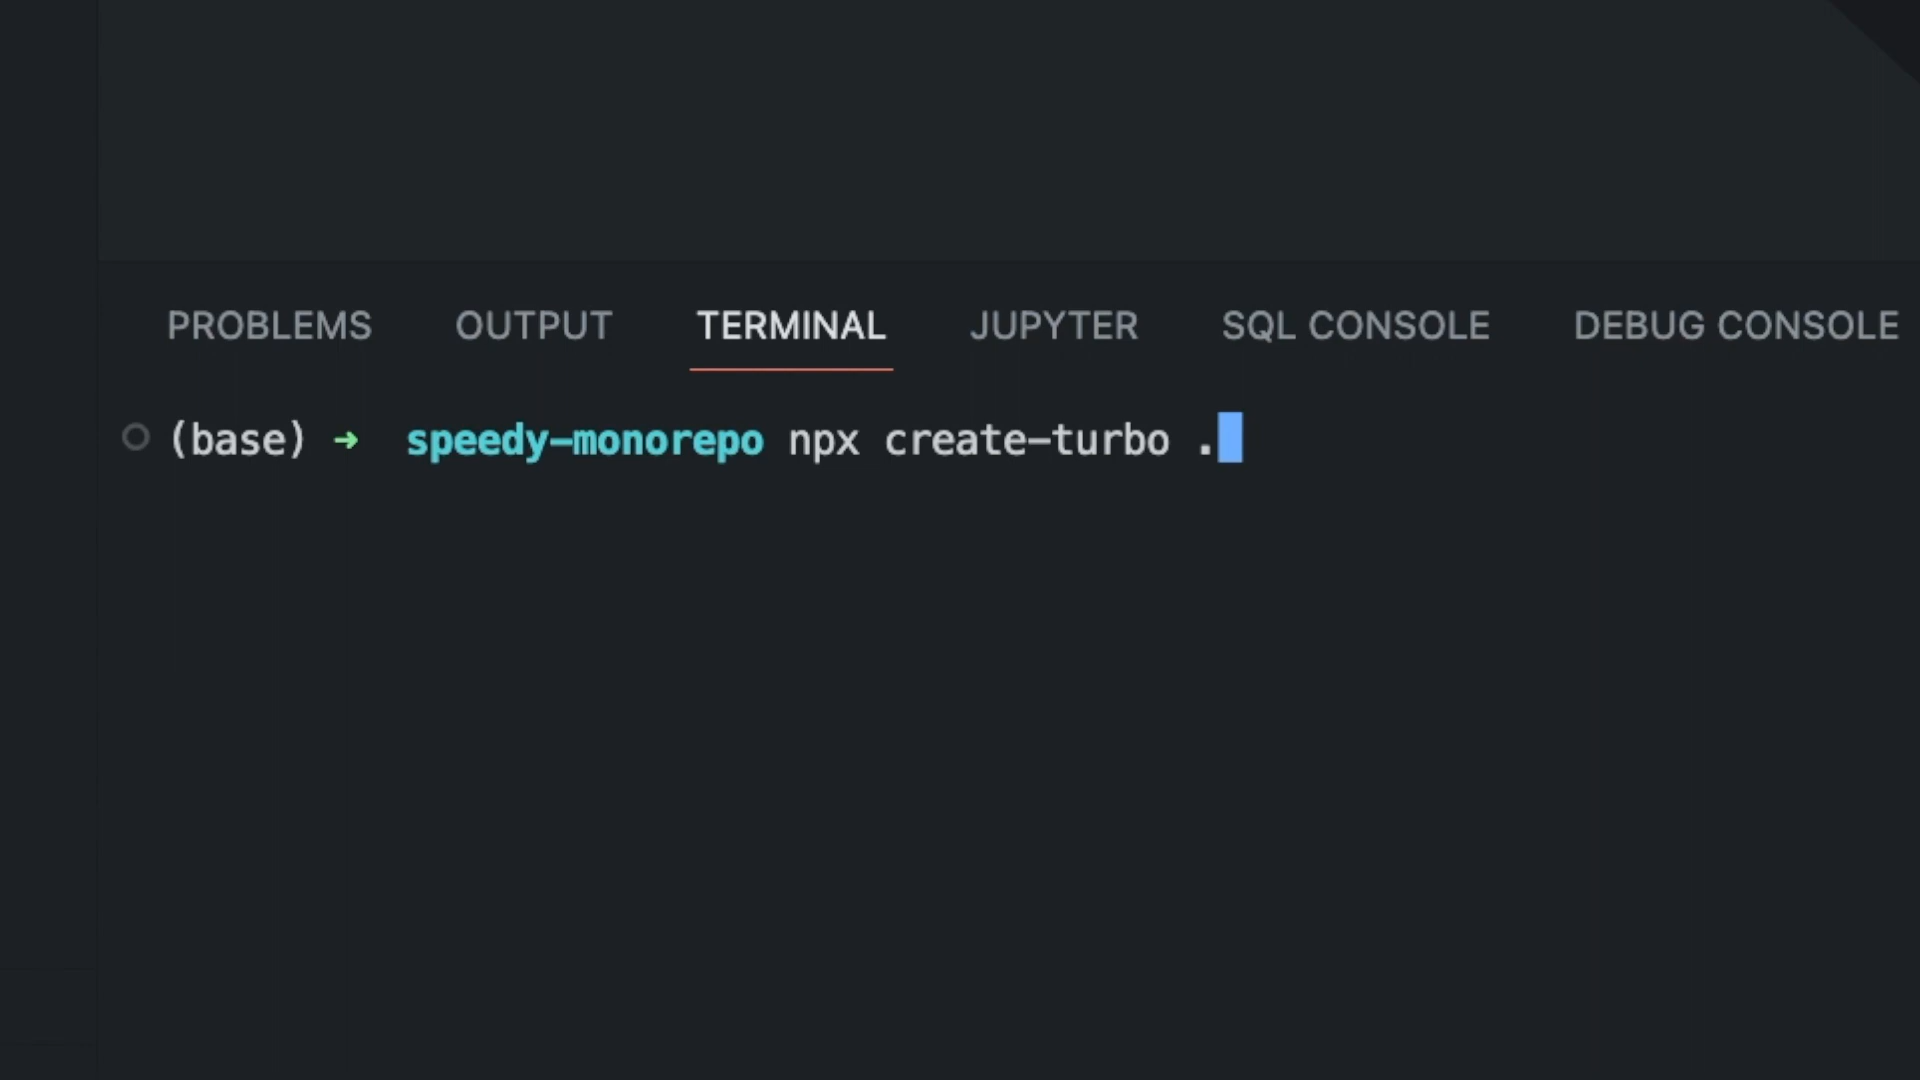 PROBLEMS OUTPUT TERMINAL JUPYTER SQL CONSOLE DEBUG CONSOLE
(base) ➜ speedy-monorepo npx create-turbo .